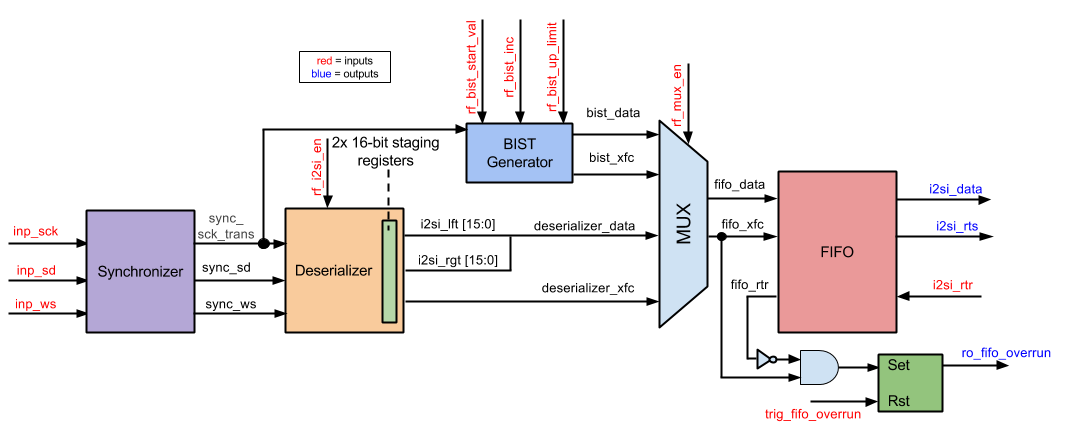 rf_bist_start_val
rf_bist_inc
rf_bist_up_limit
red = inputs
blue = outputs
rf_mux_en
bist_data
BIST
Generator
bist_xfc
2x 16-bit staging
registers
rf_i2si_en
fifo_data
i2si_data
sync_
sck_trans
i2si_lft [15:0]
deserializer_data
MUX
fifo_xfc
i2si_rts
inp_sck
FIFO
Synchronizer
Deserializer
i2si_rgt [15:0]
inp_sd
sync_sd
deserializer_xfc
fifo_rtr
i2si_rtr
inp_ws
sync_ws
ro_fifo_overrun
Set
Rst
trig_fifo_overrun